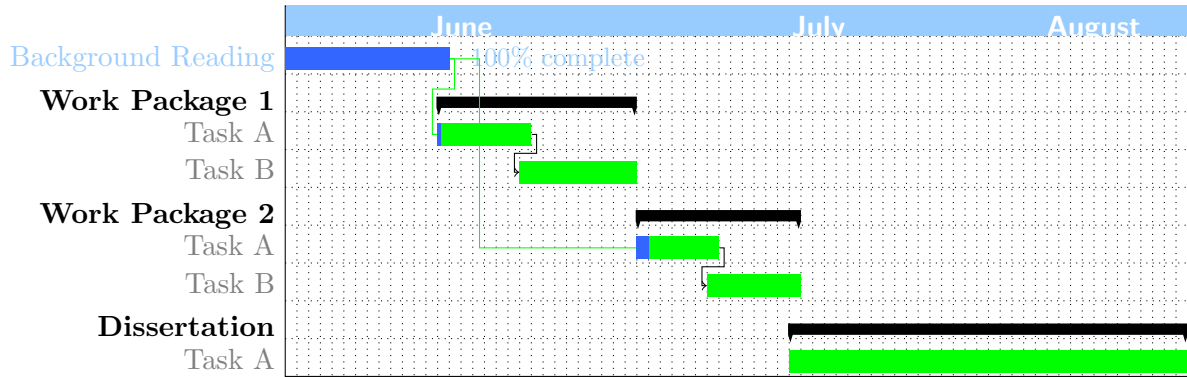 June July August
Background Reading 100% complete
Work Package 1
Task A
Task B
Work Package 2
Task A
Task B
Dissertation
Task A